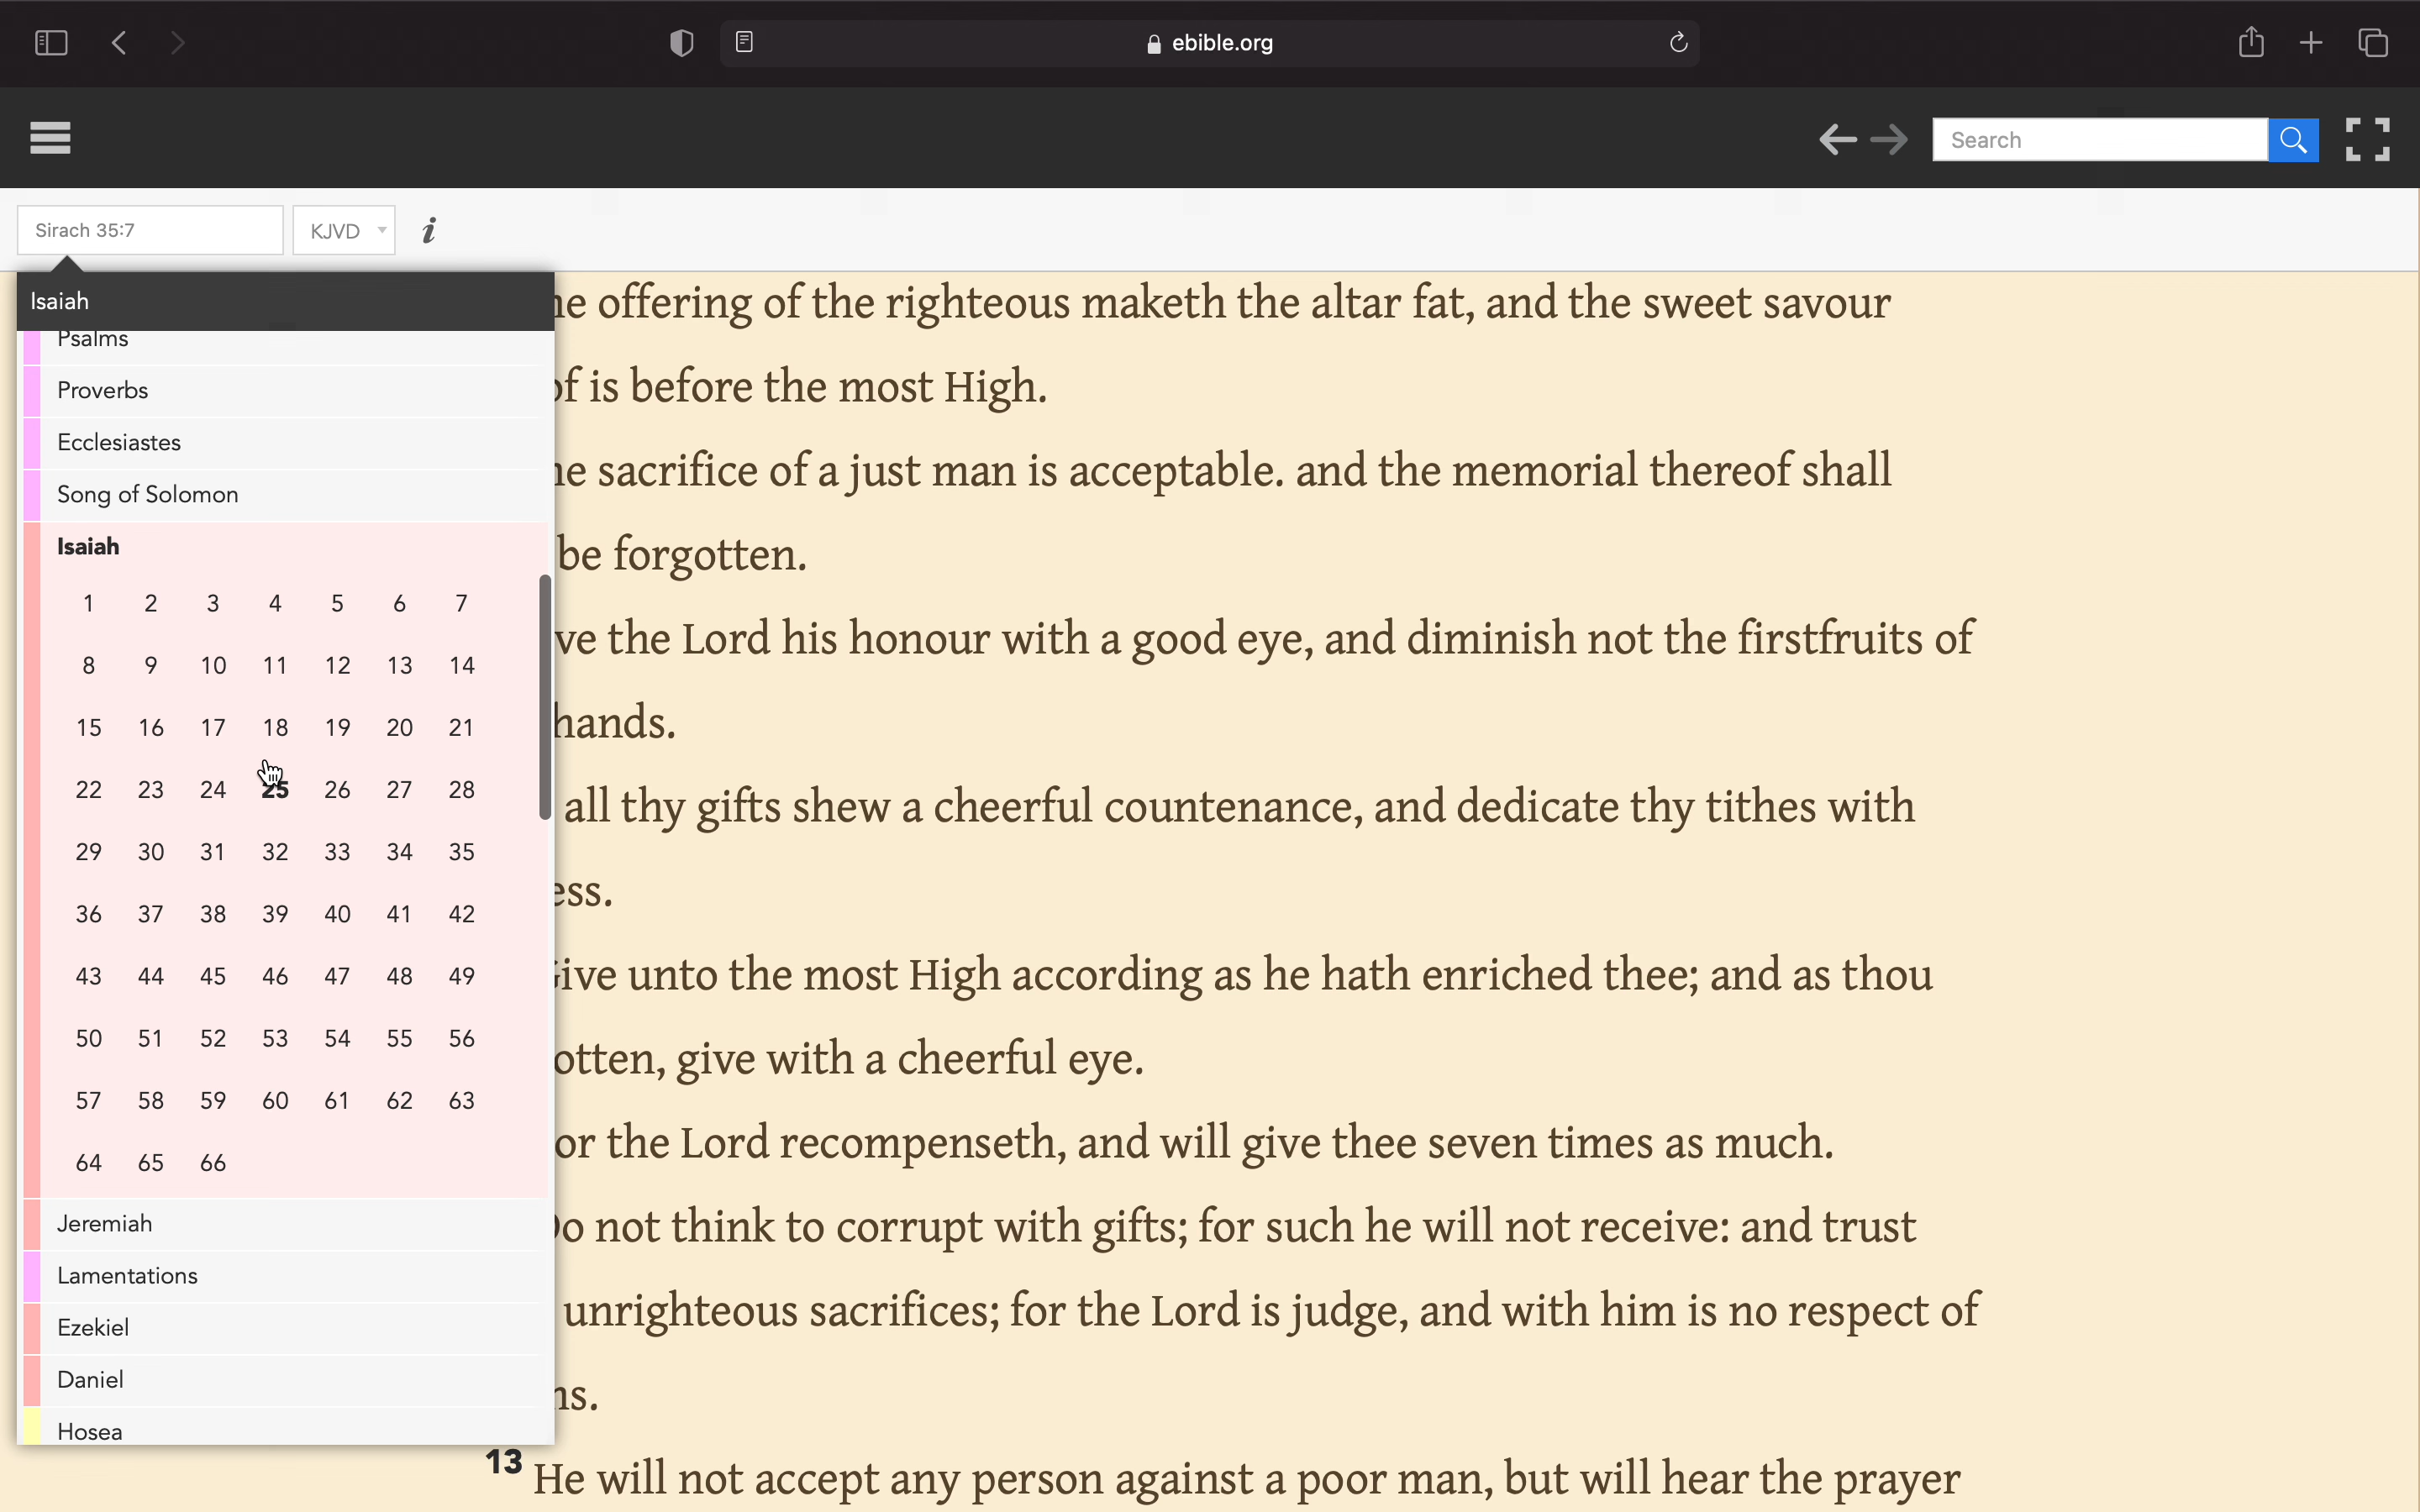 ebible.org
Search
Sirach 35:7
KJVD
i
Isaiah
Psalms
Proverbs
Ecclesiastes
Song of Solomon
Isaiah
1 2 3 4 5 6 7
8 9 10 11 12 13 14
15 16 17 18 19 20 21
22 23 24 25 26 27 28
29 30 31 32 33 34 35
36 37 38 39 40 41 42
43 44 45 46 47 48 49
50 51 52 53 54 55 56
57 58 59 60 61 62 63
64 65 66
Jeremiah
Lamentations
Ezekiel
Daniel
Hosea
offering of the righteous maketh the altar fat, and the sweet savour
is before the most High.
sacrifice of a just man is acceptable. and the memorial thereof shall
be forgotten.
the Lord his honour with a good eye, and diminish not the firstfruits of
hands.
all thy gifts shew a cheerful countenance, and dedicate thy tithes with
unto the most High according as he hath enriched thee; and as thou
give with a cheerful eye.
the Lord recompenseth, and will give thee seven times as much.
not think to corrupt with gifts; for such he will not receive: and trust
unrighteous sacrifices; for the Lord is judge, and with him is no respect of
13 He will not accept any person against a poor man, but will hear the prayer